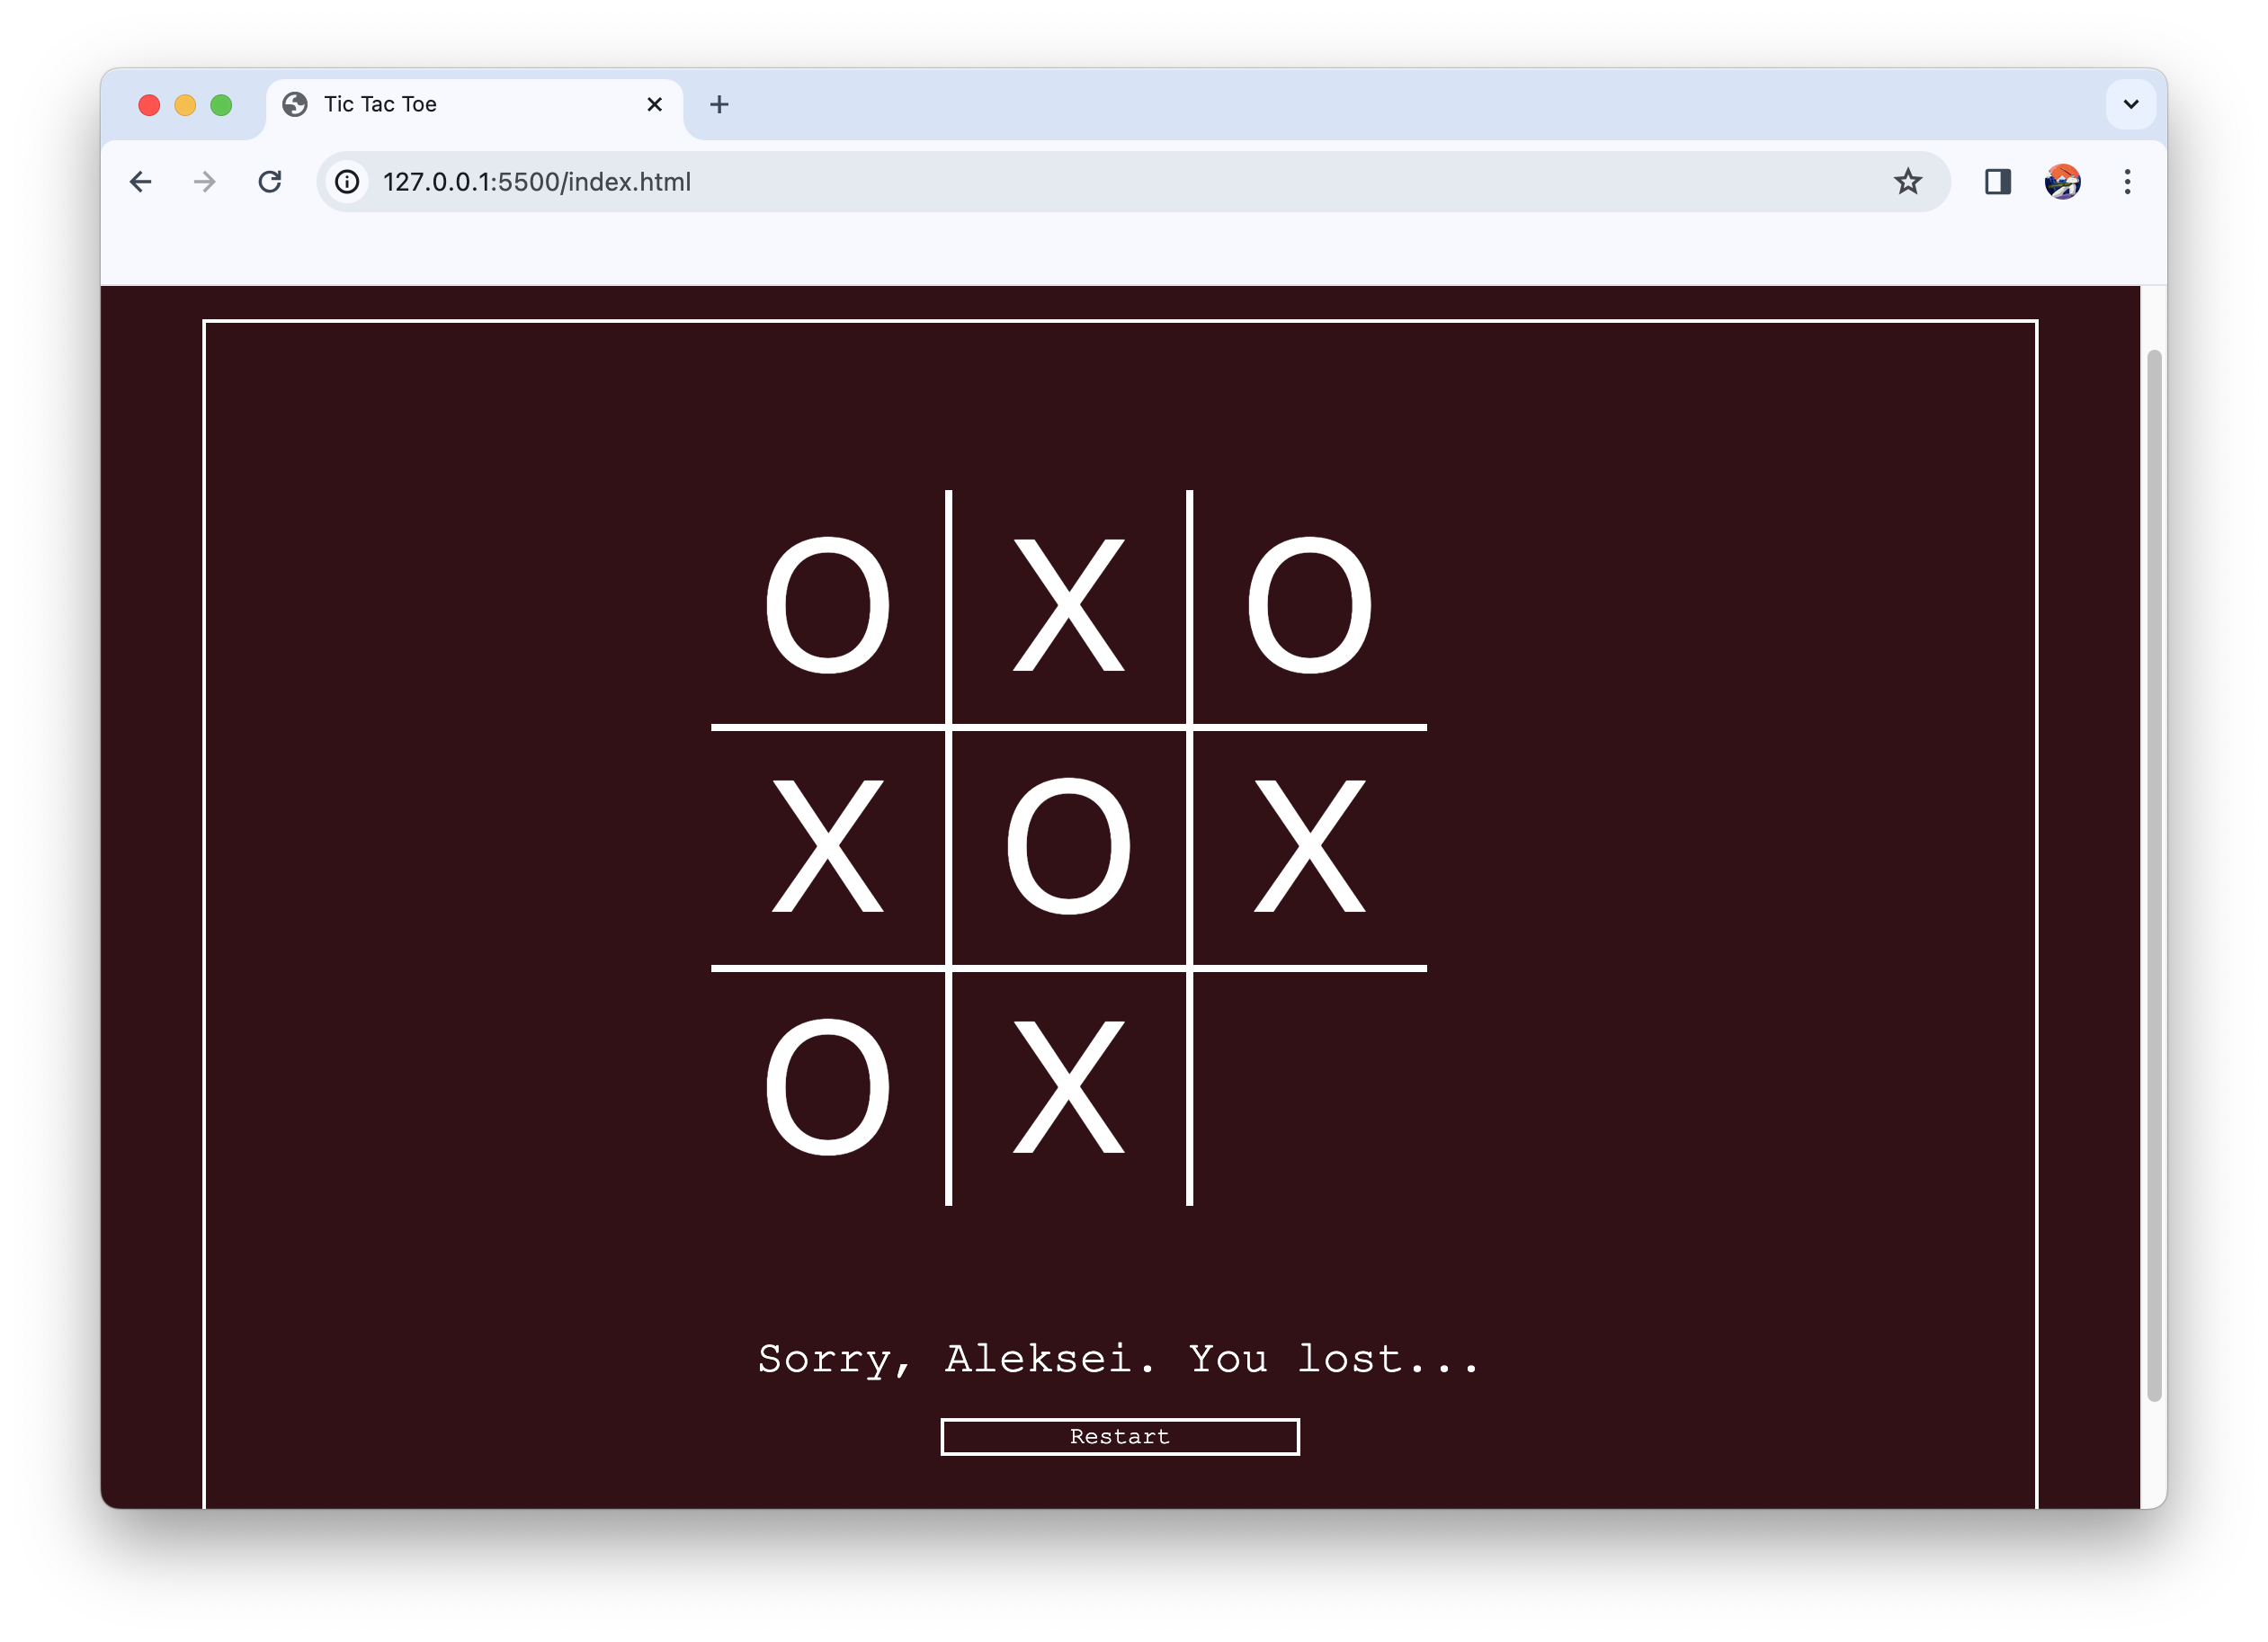 Tic Tac Toe
127.0.0.1:5500/index.html
O X O
X O X
O X
Sorry, Aleksei. You lost...
Restart